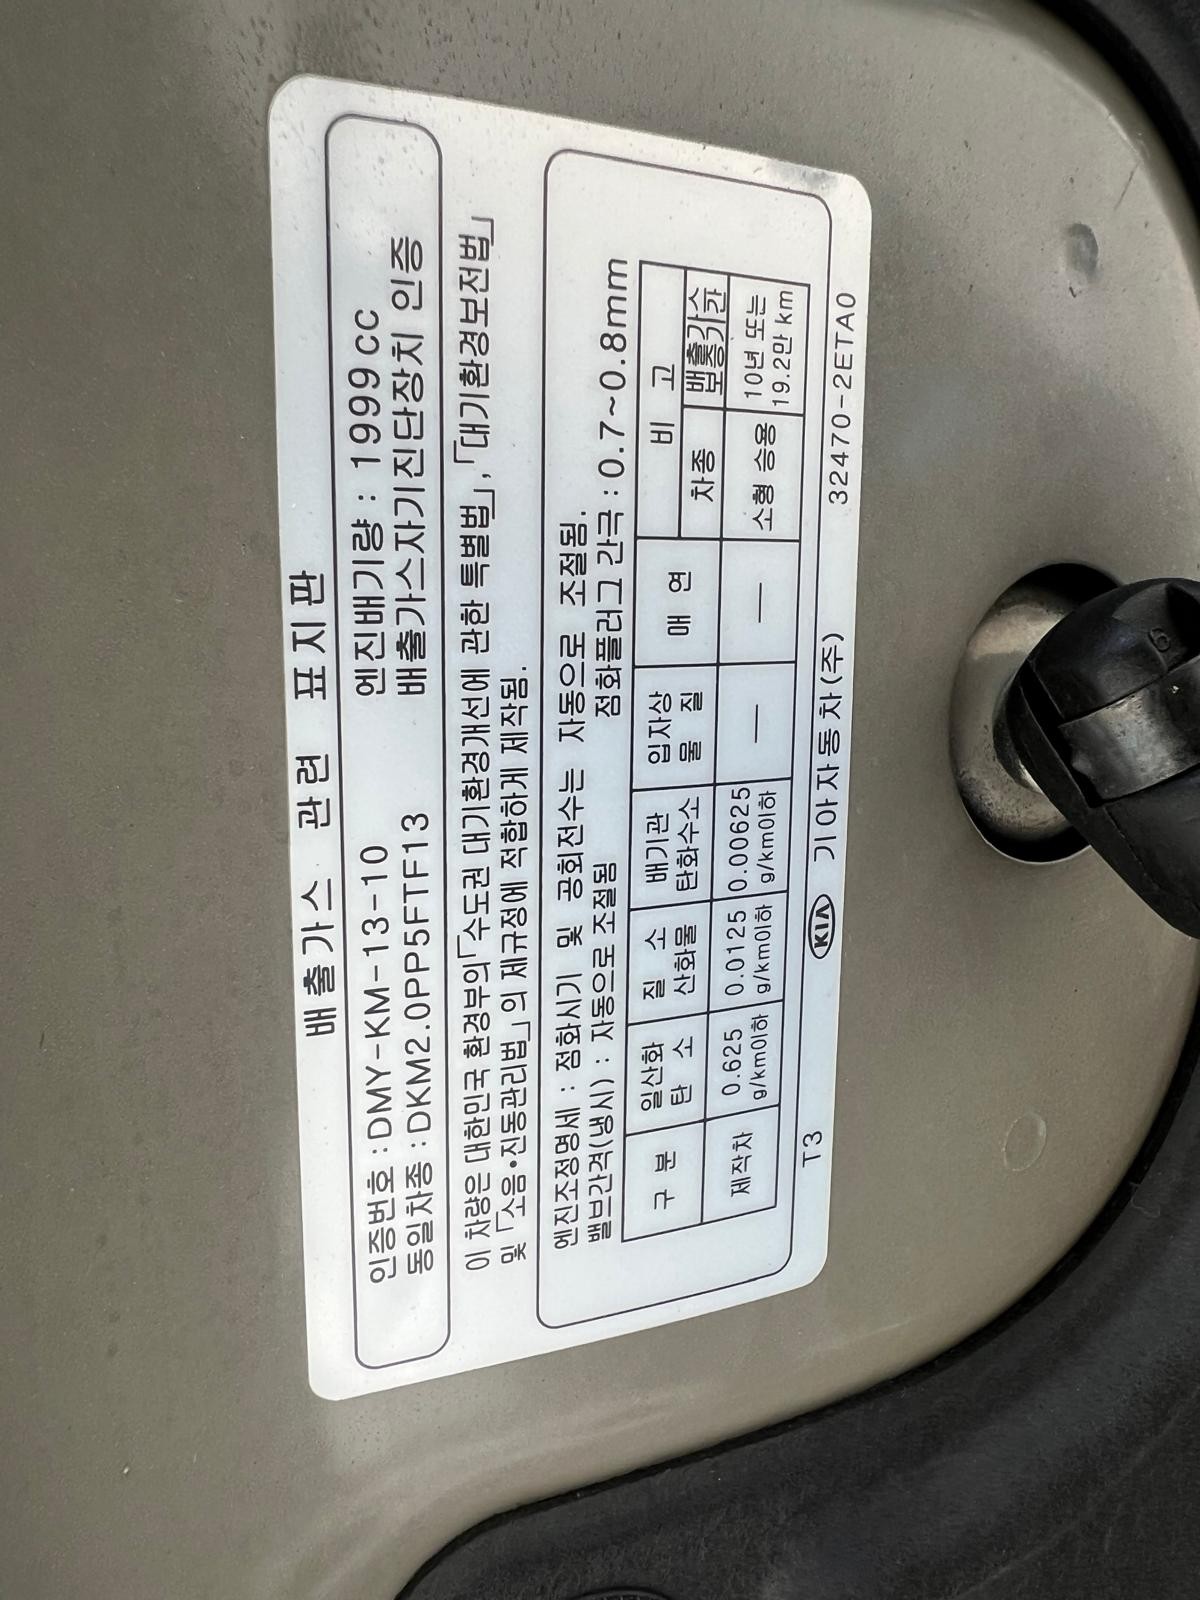 배출가스 관련 표지판
인증번호 : DMY-KM-13-10 엔진배기량 : 1999 CC
동일차종 : DKM2.0PP5FTF13 배출가스자기진단장치 인증
이 차량은 대한민국 환경부의「수도권 대기환경개선에 관한 특별법」,「대기환경보전법」
및「소음•진동관리법」의 제규정에 적합하게 제작됨.
엔진조정명세 : 점화시기 및 공회전수는 자동으로 조절됨.
밸브간격(냉시) : 자동으로 조절됨 점화플러그 간극 : 0.7~0.8mm
구 분 일산화탄 소 질 소산화물 배기관탄화수소 입자상물 질 매 연 비 고
차종 배출가스보증기간
제작차 0.625 g/km이하 0.0125 g/km이하 0.00625 g/km이하 — — 소형 승용 10년 또는 19.2만 km
T3 KIA 기아자동차(주) 32470-2ETA0
6